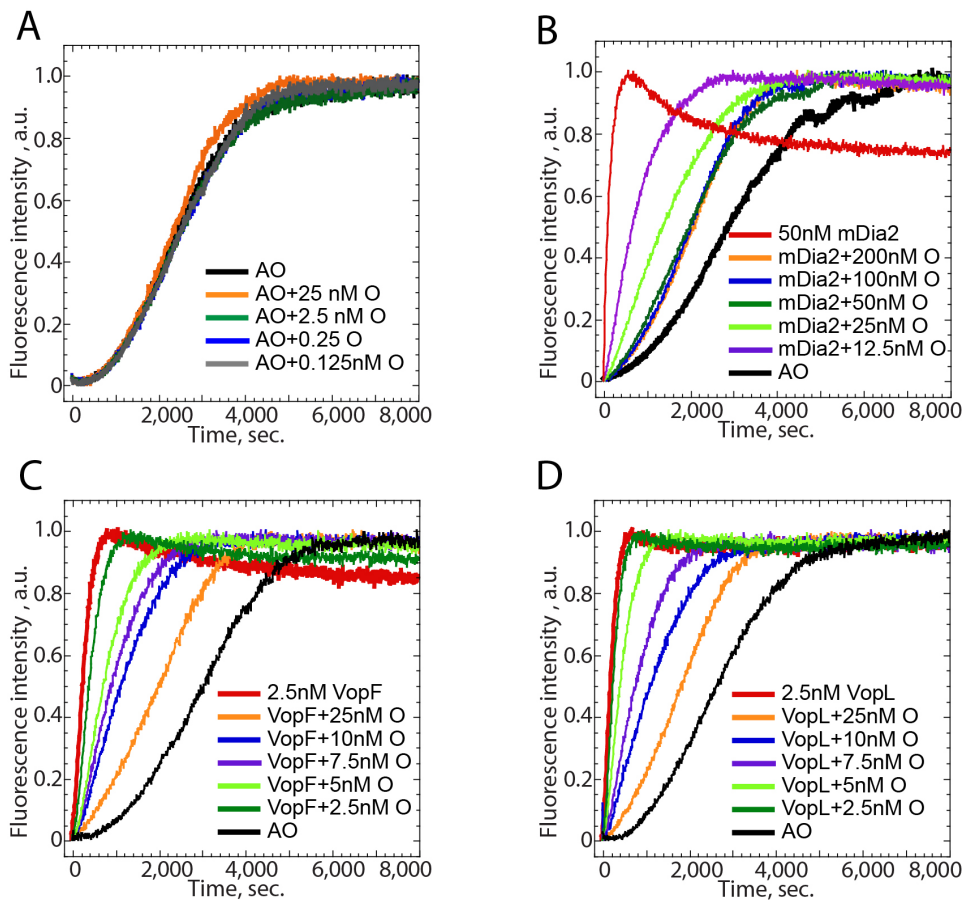 A
Fluorescence intensity , a.u.
1.0
0.8
0.6
0.4
0.2
0
AO
AO+25 nM O
AO+2.5 nM O
AO+0.25 O
AO+0.125nM O
0 2,000 4,000 6,000 8,000
Time, sec.
B
Fluorescence intensity , a.u.
1.0
0.8
0.6
0.4
0.2
0
50nM mDia2
mDia2+200nM O
mDia2+100nM O
mDia2+50nM O
mDia2+25nM O
mDia2+12.5nM O
AO
0 2,000 4,000 6,000 8,000
Time, sec.
C
Fluorescence intensity , a.u.
1.0
0.8
0.6
0.4
0.2
0
2.5nM VopF
VopF+25nM O
VopF+10nM O
VopF+7.5nM O
VopF+5nM O
VopF+2.5nM O
AO
0 2,000 4,000 6,000 8,000
Time, sec.
D
Fluorescence intensity , a.u.
1.0
0.8
0.6
0.4
0.2
0
2.5nM VopL
VopL+25nM O
VopL+10nM O
VopL+7.5nM O
VopL+5nM O
VopL+2.5nM O
AO
0 2,000 4,000 6,000 8,000
Time, sec.